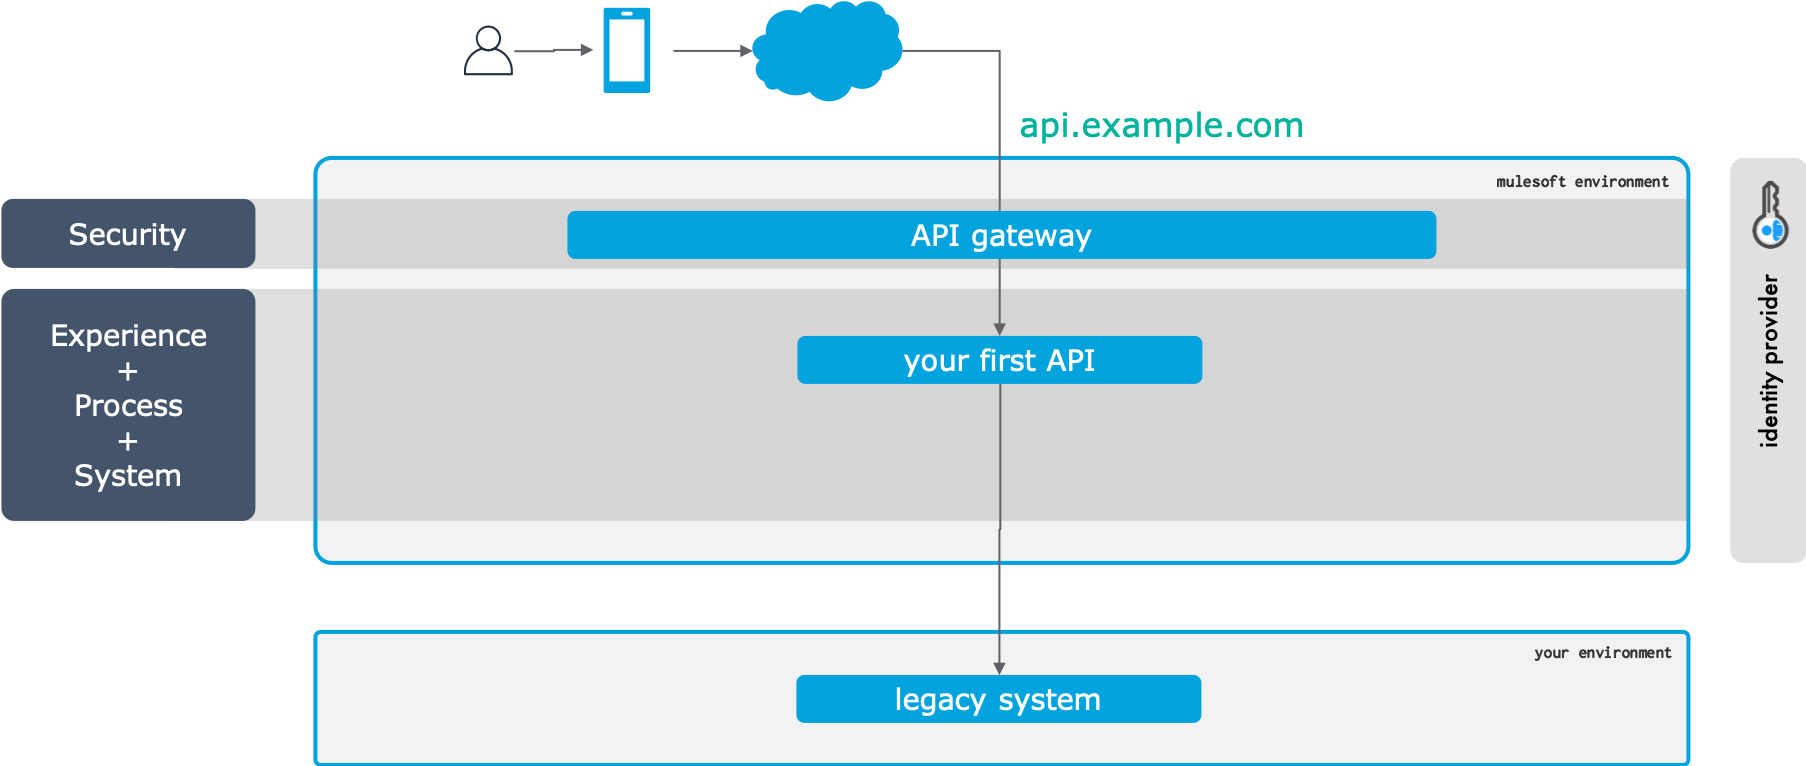 api.example.com
mulesoft environment
Security
API gateway
Experience
+
Process
+
System
your first API
identity provider
your environment
legacy system